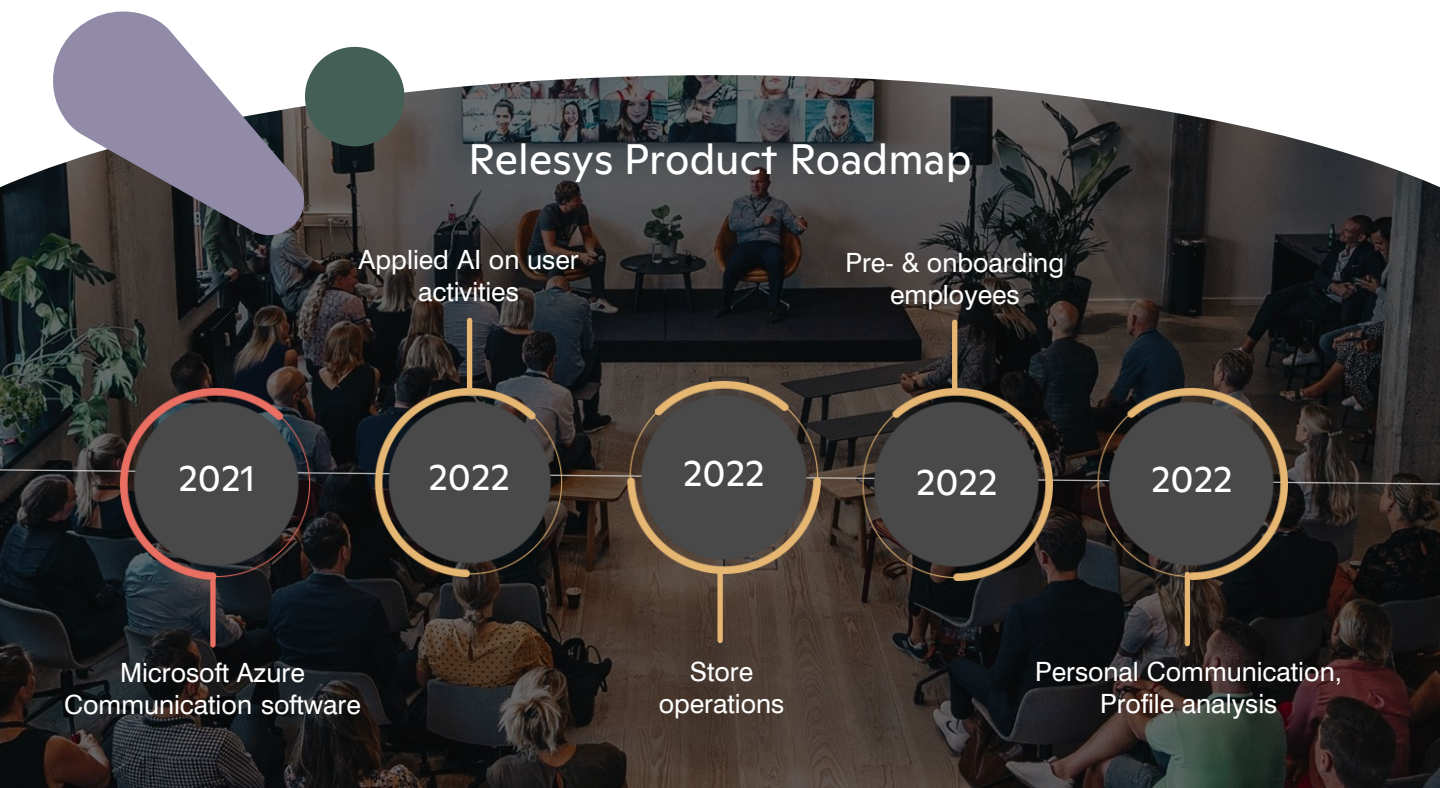 Relesys Product Roadmap
Applied AI on user
activities
Pre- & onboarding
employees
2021
2022
2022
2022
2022
Microsoft Azure
Communication software
Store
operations
Personal Communication,
Profile analysis